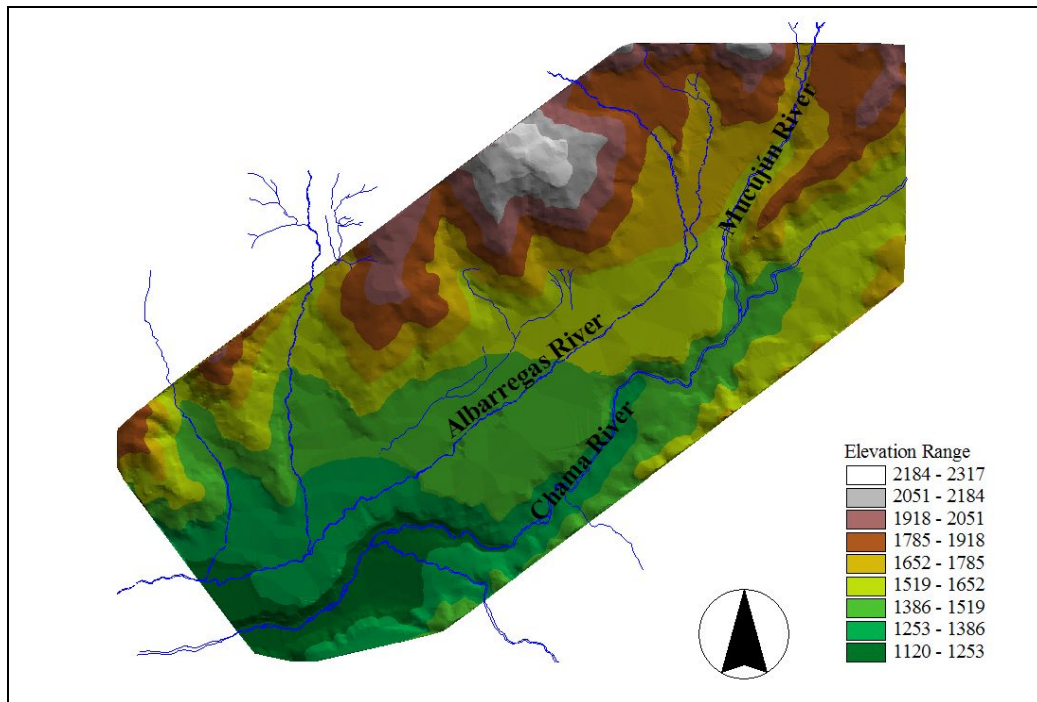 Mucujún River
Albarregas River
Chama River
Elevation Range
2184 - 2317
2051 - 2184
1918 - 2051
1785 - 1918
1652 - 1785
1519 - 1652
1386 - 1519
1253 - 1386
1120 - 1253